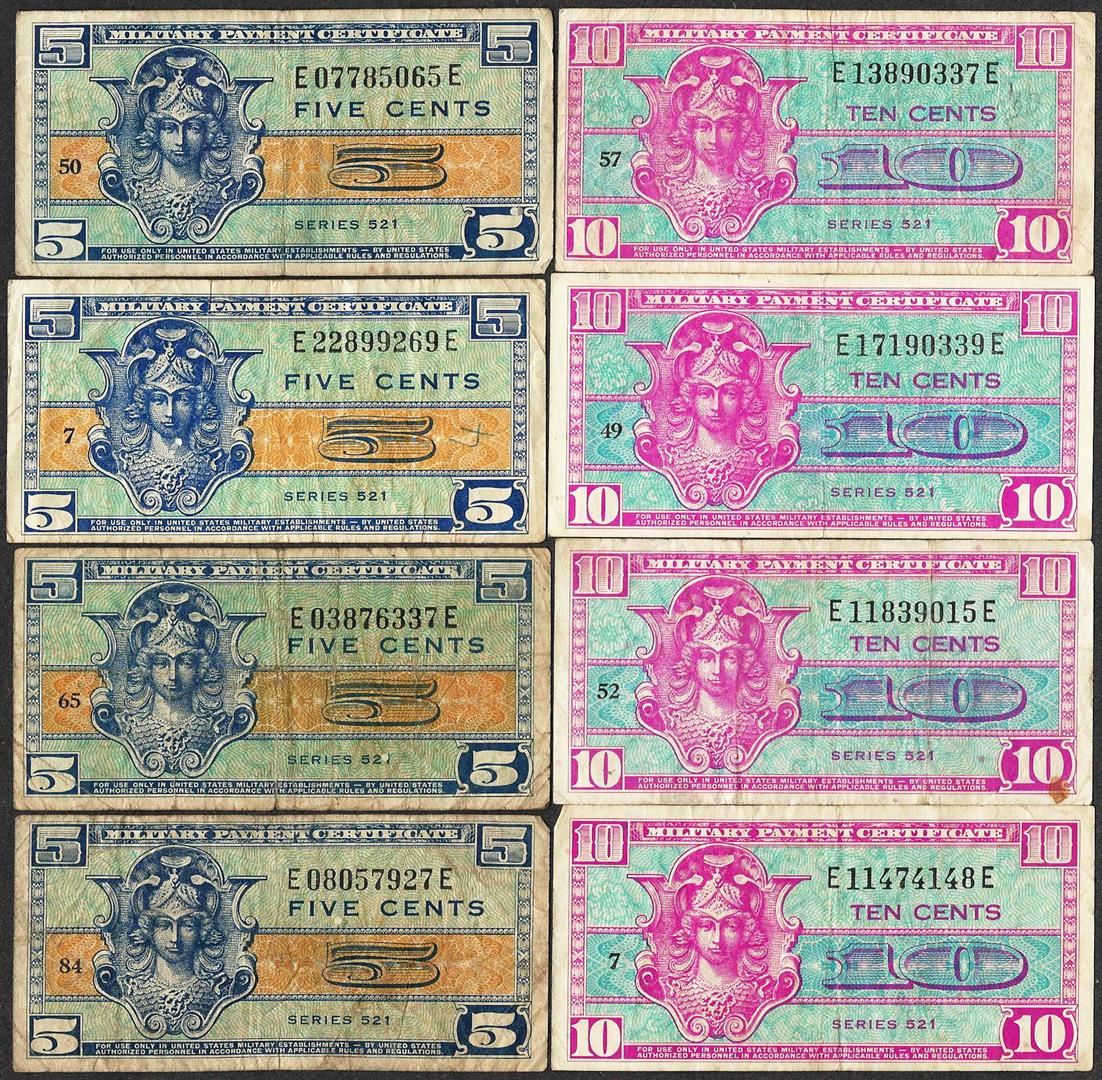 5 MILITARY PAYMENT CERTIFICATE 5
E07785065E
FIVE CENTS
50 5
SERIES 521
5 5
FOR USE ONLY IN UNITED STATES MILITARY ESTABLISHMENTS — BY UNITED STATES
AUTHORIZED PERSONNEL IN ACCORDANCE WITH APPLICABLE RULES AND REGULATIONS.
10 MILITARY PAYMENT CERTIFICATE 10
E13890337E
TEN CENTS
57 10
SERIES 521
10 10
FOR USE ONLY IN UNITED STATES MILITARY ESTABLISHMENTS — BY UNITED STATES
AUTHORIZED PERSONNEL IN ACCORDANCE WITH APPLICABLE RULES AND REGULATIONS.
5 MILITARY PAYMENT CERTIFICATE 5
E22899269E
FIVE CENTS
7 5 4
SERIES 521
5 5
FOR USE ONLY IN UNITED STATES MILITARY ESTABLISHMENTS — BY UNITED STATES
AUTHORIZED PERSONNEL IN ACCORDANCE WITH APPLICABLE RULES AND REGULATIONS.
10 MILITARY PAYMENT CERTIFICATE 10
E17190339E
TEN CENTS
49 10
SERIES 521
10 10
FOR USE ONLY IN UNITED STATES MILITARY ESTABLISHMENTS — BY UNITED STATES
AUTHORIZED PERSONNEL IN ACCORDANCE WITH APPLICABLE RULES AND REGULATIONS.
5 MILITARY PAYMENT CERTIFICATE 5
E03876337E
FIVE CENTS
65 5
SERIES 521
5 5
FOR USE ONLY IN UNITED STATES MILITARY ESTABLISHMENTS — BY UNITED STATES
AUTHORIZED PERSONNEL IN ACCORDANCE WITH APPLICABLE RULES AND REGULATIONS.
10 MILITARY PAYMENT CERTIFICATE 10
E11839015E
TEN CENTS
52 10
SERIES 521
10 10
FOR USE ONLY IN UNITED STATES MILITARY ESTABLISHMENTS — BY UNITED STATES
AUTHORIZED PERSONNEL IN ACCORDANCE WITH APPLICABLE RULES AND REGULATIONS.
5 MILITARY PAYMENT CERTIFICATE 5
E08057927E
FIVE CENTS
84 5
SERIES 521
5 5
FOR USE ONLY IN UNITED STATES MILITARY ESTABLISHMENTS — BY UNITED STATES
AUTHORIZED PERSONNEL IN ACCORDANCE WITH APPLICABLE RULES AND REGULATIONS.
10 MILITARY PAYMENT CERTIFICATE 10
E11474148E
TEN CENTS
7 10
SERIES 521
10 10
FOR USE ONLY IN UNITED STATES MILITARY ESTABLISHMENTS — BY UNITED STATES
AUTHORIZED PERSONNEL IN ACCORDANCE WITH APPLICABLE RULES AND REGULATIONS.